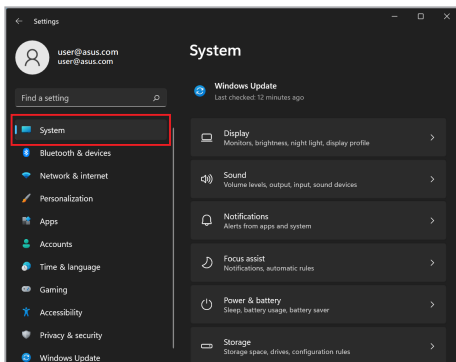 Settings
user@asus.com
user@asus.com
Find a setting
System
Bluetooth & devices
Network & internet
Personalization
Apps
Accounts
Time & language
Gaming
Accessibility
Privacy & security
Windows Update
System
Windows Update
Last checked: 12 minutes ago
Display
Monitors, brightness, night light, display profile
Sound
Volume levels, output, input, sound devices
Notifications
Alerts from apps and system
Focus assist
Notifications, automatic rules
Power & battery
Sleep, battery usage, battery saver
Storage
Storage space, drives, configuration rules